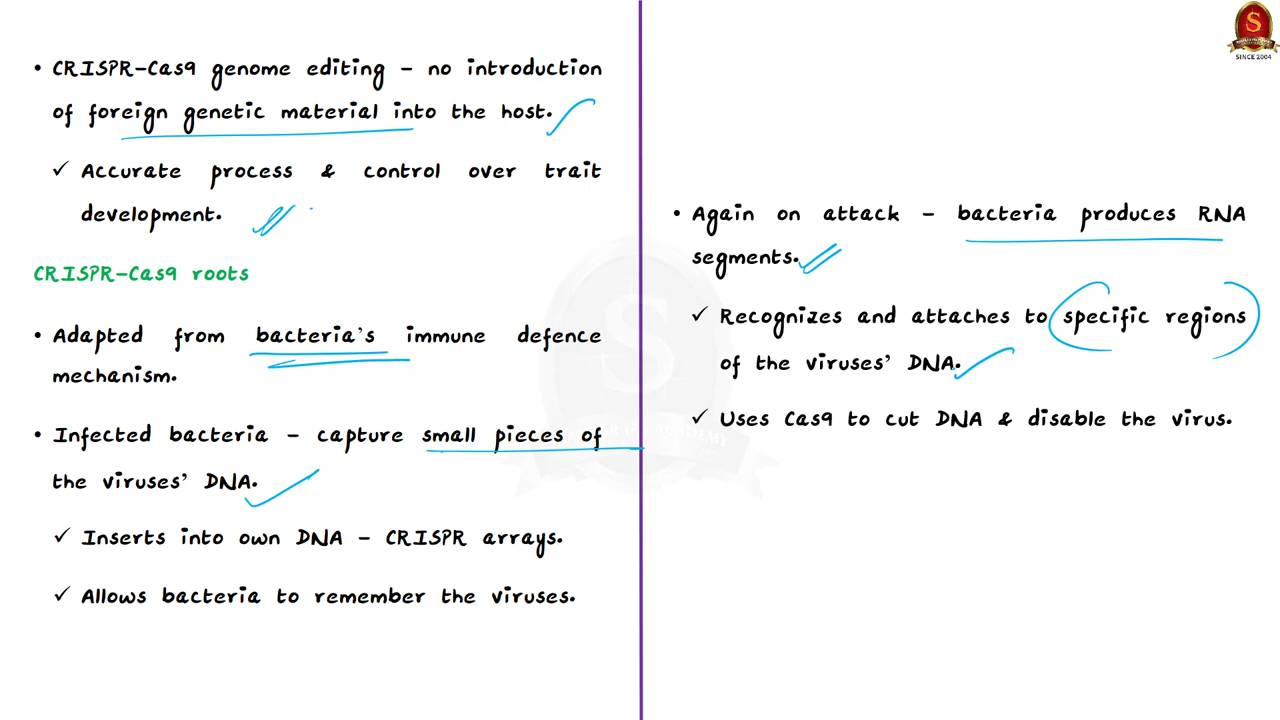 • CRISPR-Cas9 genome editing – no introduction
of foreign genetic material into the host.
✓ Accurate process & control over trait
development.
CRISPR-Cas9 roots
• Adapted from bacteria's immune defence
mechanism.
• Infected bacteria – capture small pieces of
the viruses' DNA.
✓ Inserts into own DNA – CRISPR arrays.
✓ Allows bacteria to remember the viruses.
• Again on attack – bacteria produces RNA
segments.
✓ Recognizes and attaches to specific regions
of the viruses' DNA.
✓ Uses Cas9 to cut DNA & disable the virus.
S
SINCE 2004